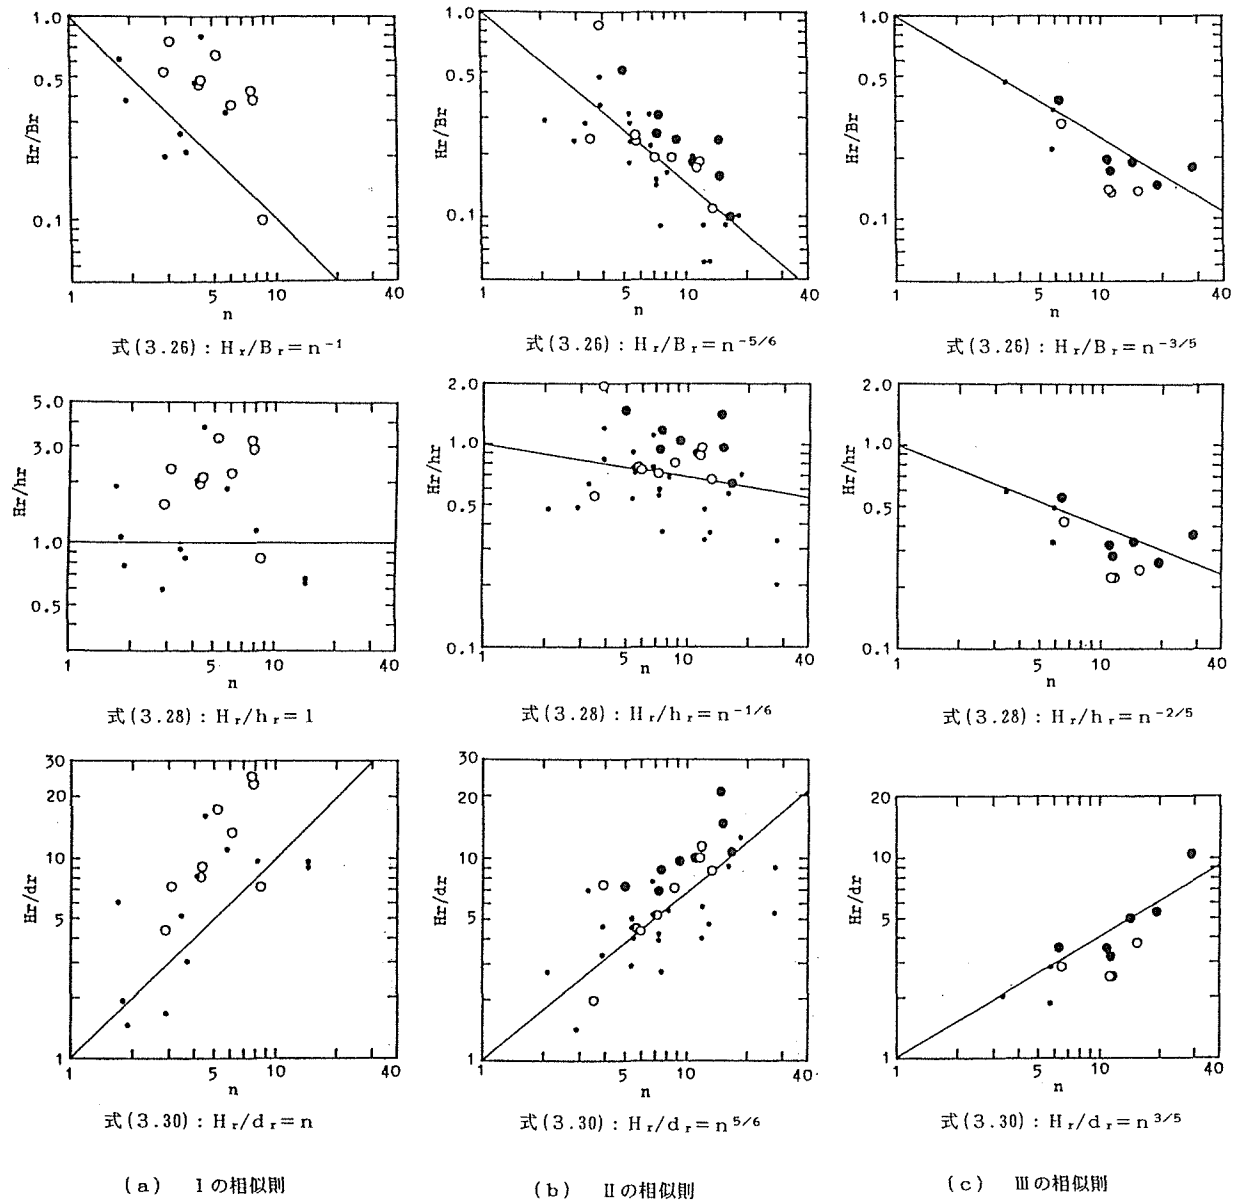 1.0
0.5
0.1
Hr/Br
1
5
10
40
n
式(3.26): Hr/Br=n⁻¹
1.0
0.5
0.1
Hr/Br
1
5
10
40
n
式(3.26): Hr/Br=n⁻⁵/⁶
1.0
0.5
0.1
Hr/Br
1
5
10
40
n
式(3.26): Hr/Br=n⁻³/⁵
5.0
3.0
1.0
0.5
Hr/hr
1
5
10
40
n
式(3.28): Hr/hr=1
2.0
1.0
0.5
0.1
Hr/hr
1
5
10
40
n
式(3.28): Hr/hr=n⁻¹/⁶
2.0
1.0
0.5
0.1
Hr/hr
1
5
10
40
n
式(3.28): Hr/hr=n⁻²/⁵
30
20
10
5
1
Hr/dr
1
5
10
40
n
式(3.30): Hr/dr=n
30
20
10
5
1
Hr/dr
1
5
10
40
n
式(3.30): Hr/dr=n⁵/⁶
20
10
5
1
Hr/dr
1
5
10
40
n
式(3.30): Hr/dr=n³/⁵
(a) Ⅰの相似則
(b) Ⅱの相似則
(c) Ⅲの相似則